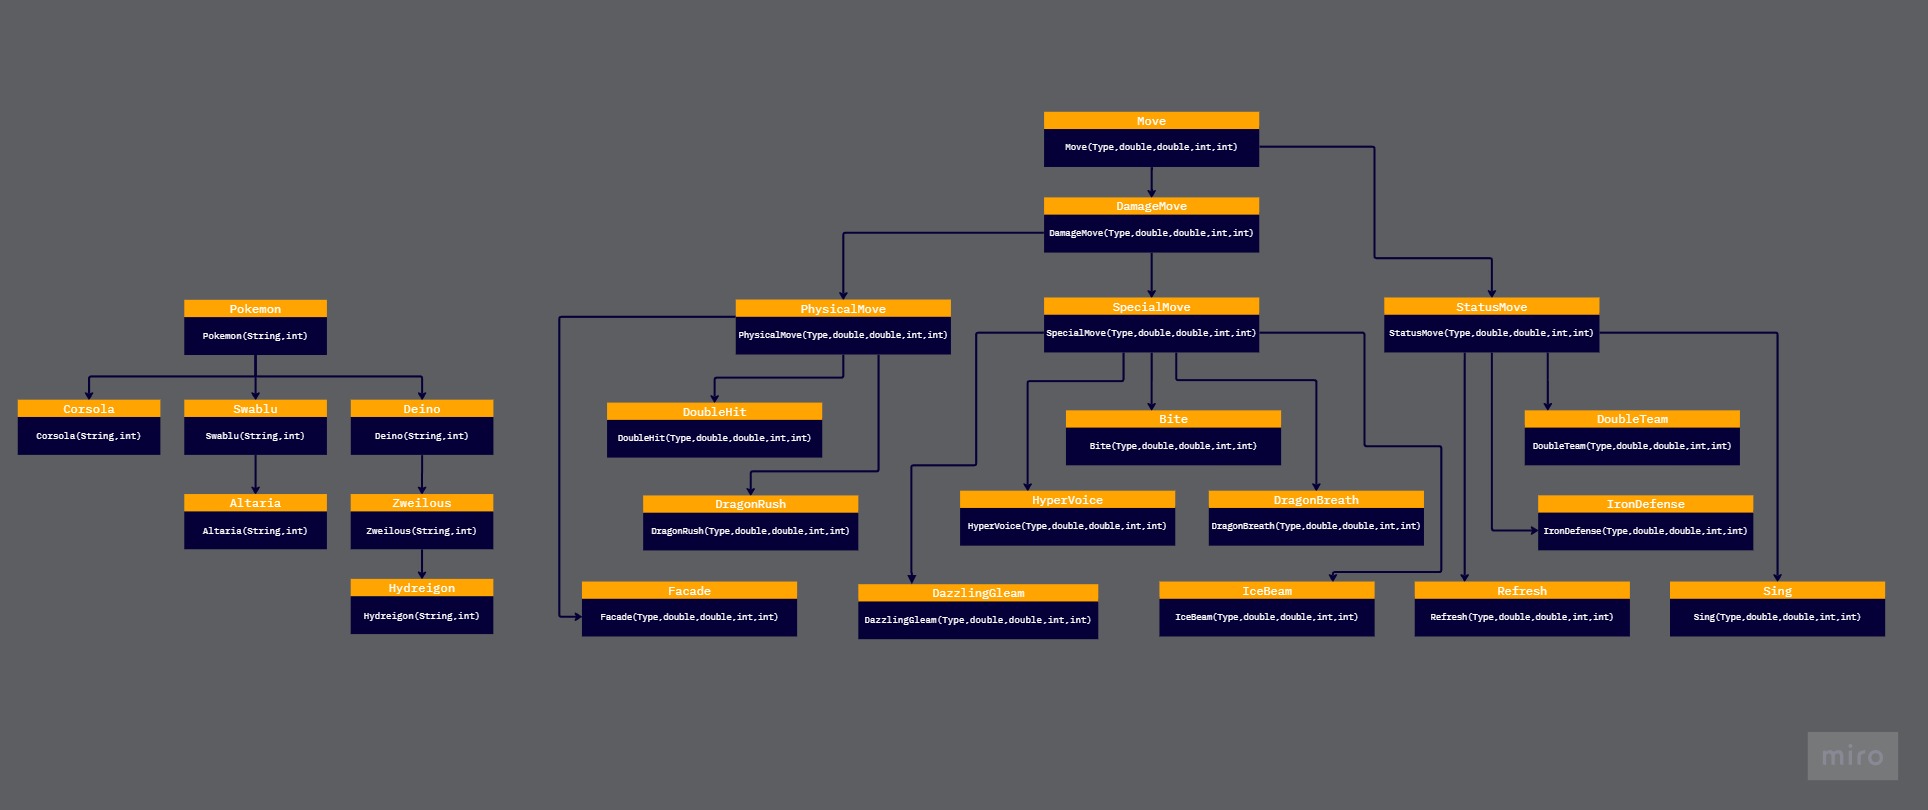 Move
Move(Type,double,double,int,int)
DamageMove
DamageMove(Type,double,double,int,int)
Pokemon
Pokemon(String,int)
PhysicalMove
PhysicalMove(Type,double,double,int,int)
SpecialMove
SpecialMove(Type,double,double,int,int)
StatusMove
StatusMove(Type,double,double,int,int)
Corsola
Corsola(String,int)
Swablu
Swablu(String,int)
Deino
Deino(String,int)
DoubleHit
DoubleHit(Type,double,double,int,int)
Bite
Bite(Type,double,double,int,int)
DoubleTeam
DoubleTeam(Type,double,double,int,int)
Altaria
Altaria(String,int)
Zweilous
Zweilous(String,int)
DragonRush
DragonRush(Type,double,double,int,int)
HyperVoice
HyperVoice(Type,double,double,int,int)
DragonBreath
DragonBreath(Type,double,double,int,int)
IronDefense
IronDefense(Type,double,double,int,int)
Hydreigon
Hydreigon(String,int)
Facade
Facade(Type,double,double,int,int)
DazzlingGleam
DazzlingGleam(Type,double,double,int,int)
IceBeam
IceBeam(Type,double,double,int,int)
Refresh
Refresh(Type,double,double,int,int)
Sing
Sing(Type,double,double,int,int)
miro